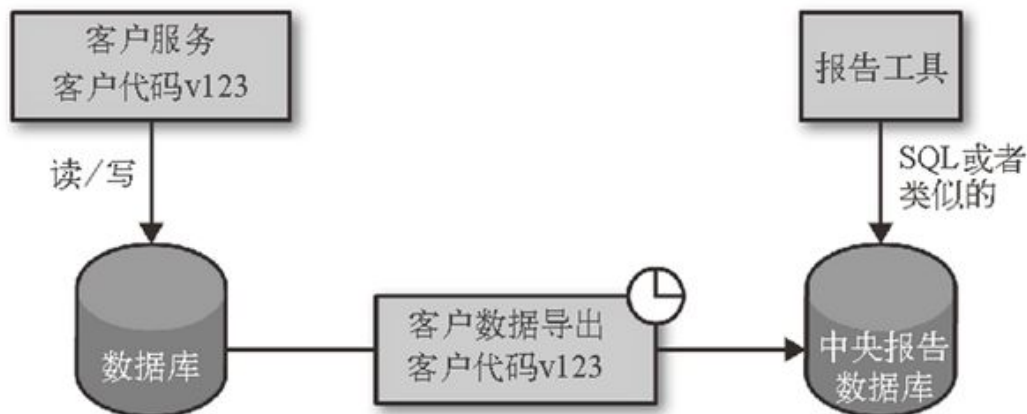 客户服务
客户代码v123
报告工具
读/写
SQL或者
类似的
数据库
客户数据导出
客户代码v123
中央报告
数据库